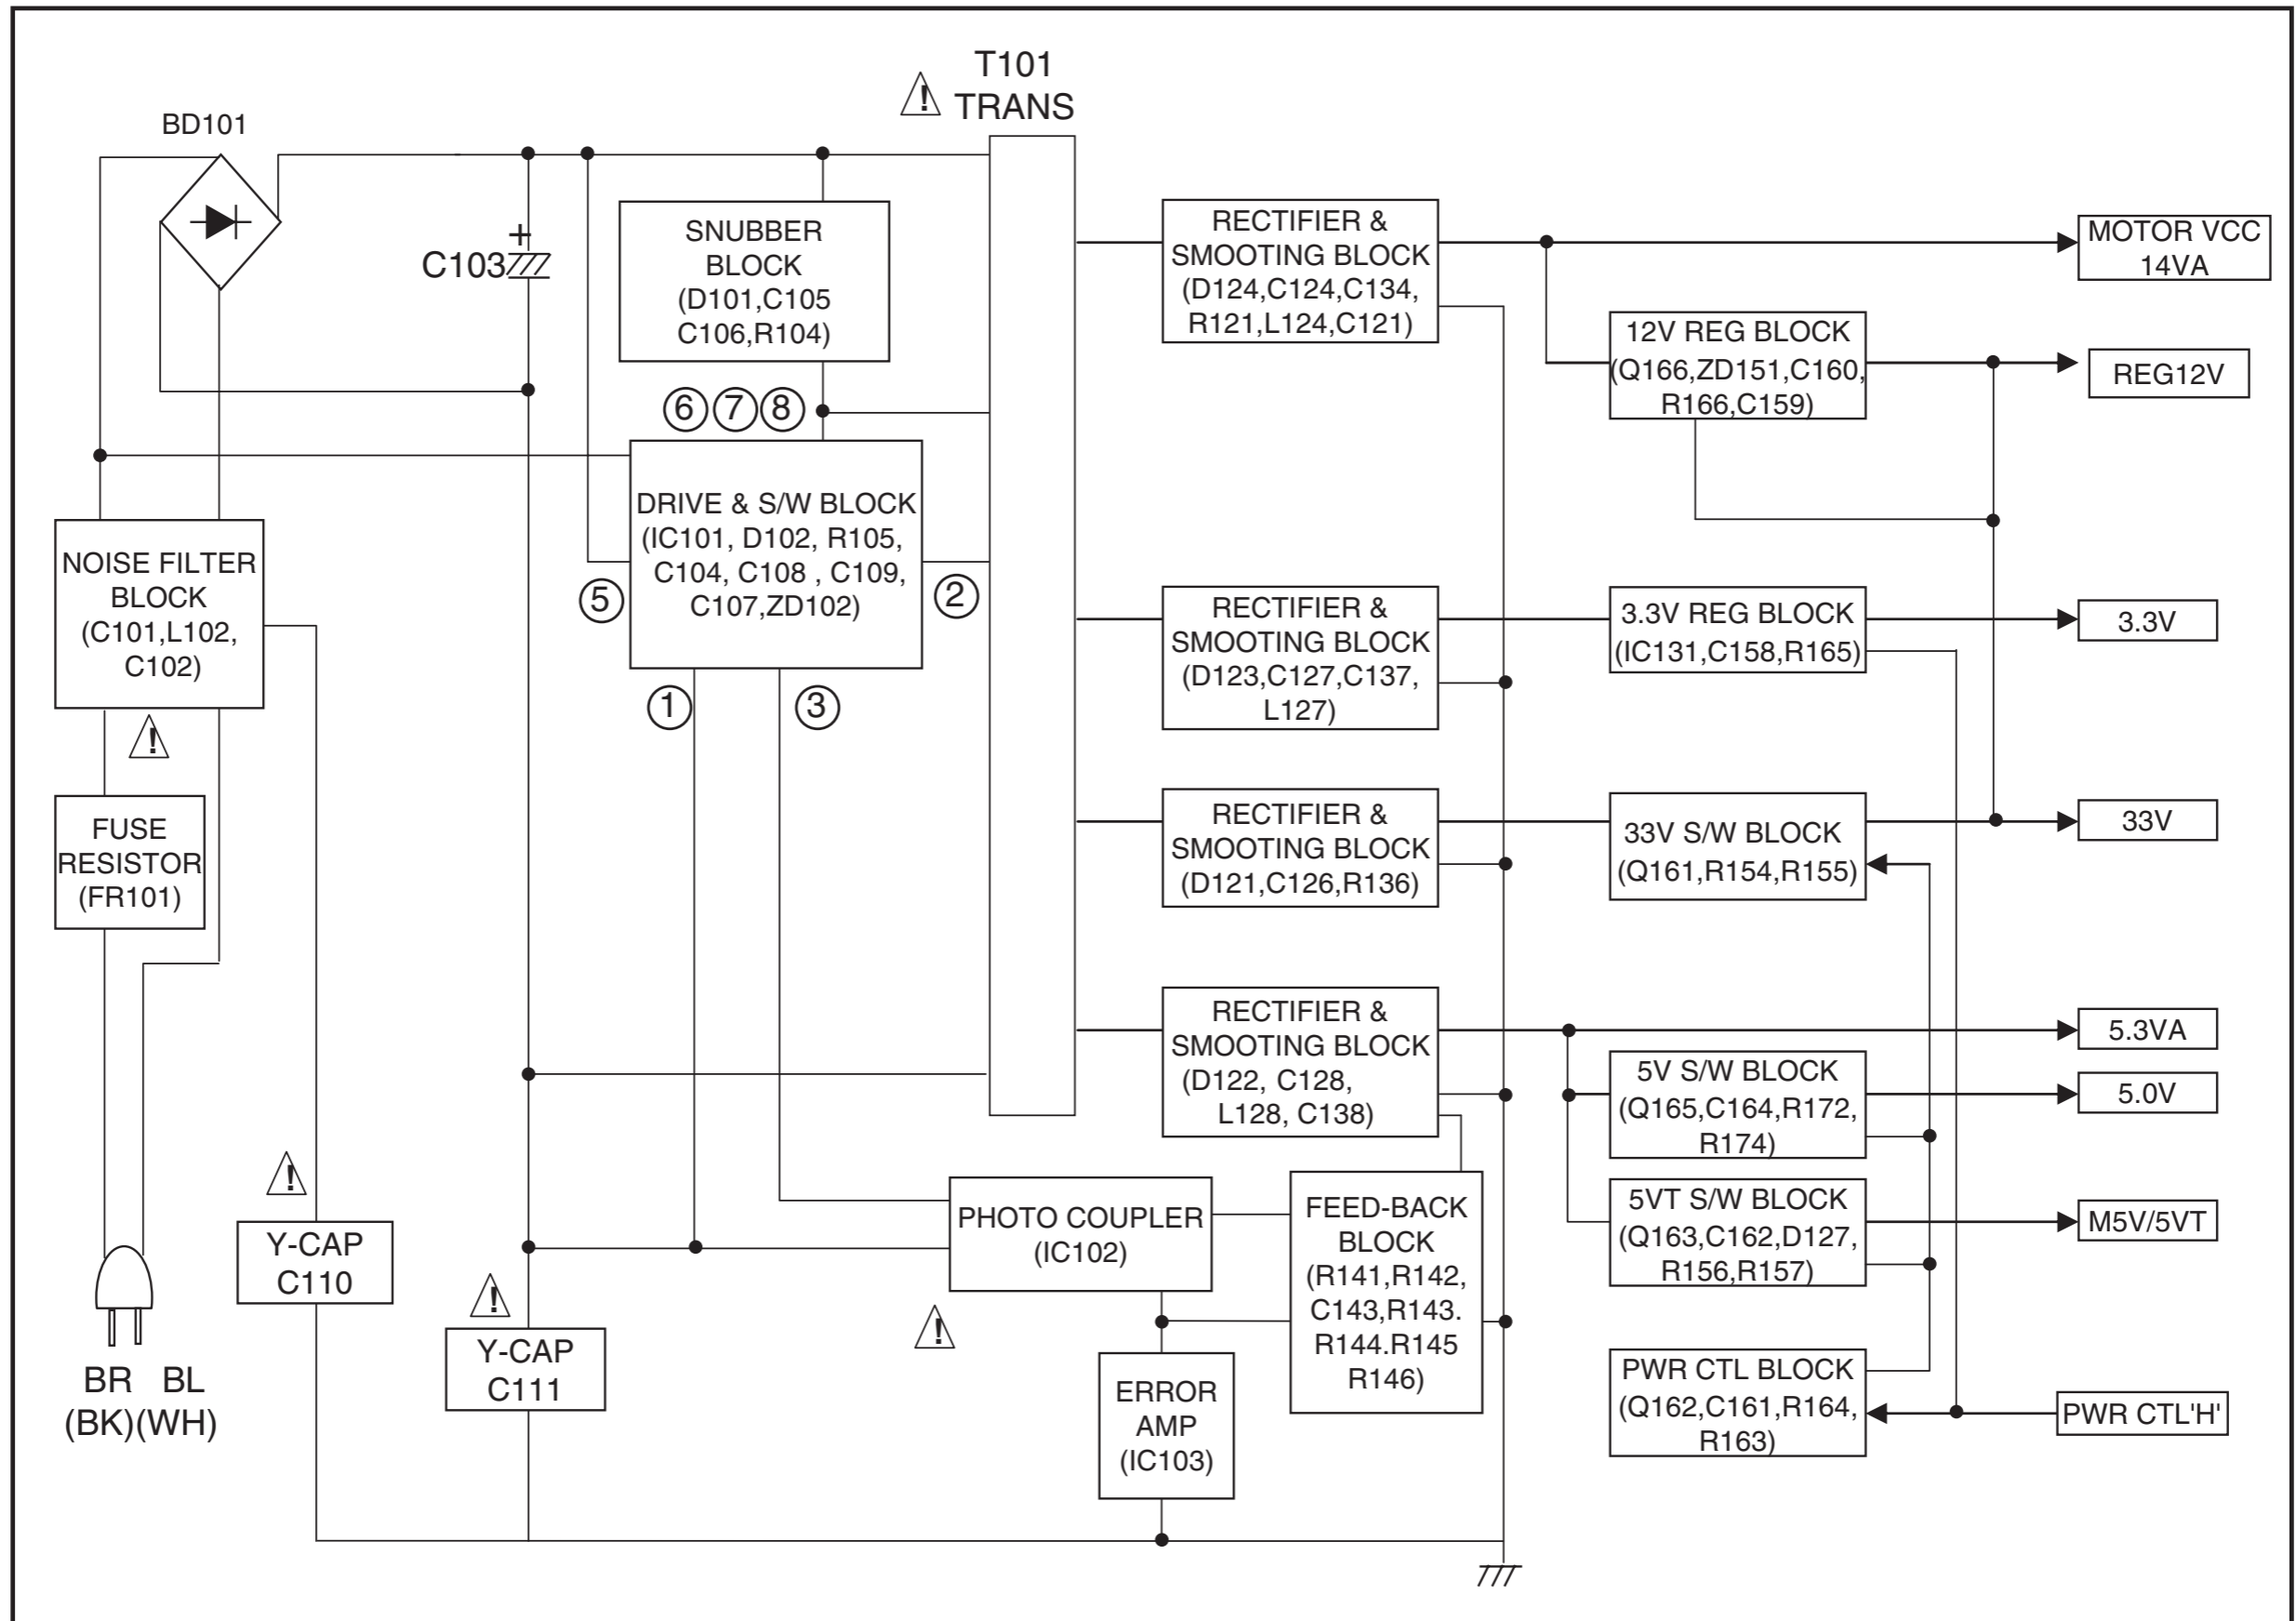 T101
TRANS
BD101
C103
+
SNUBBER
BLOCK
(D101,C105
C106,R104)
⑥⑦⑧
DRIVE & S/W BLOCK
(IC101, D102, R105,
C104, C108 , C109,
C107,ZD102)
⑤
②
①
③
NOISE FILTER
BLOCK
(C101,L102,
C102)
!
FUSE
RESISTOR
(FR101)
!
Y-CAP
C110
!
Y-CAP
C111
BR BL
(BK)(WH)
!
RECTIFIER &
SMOOTING BLOCK
(D124,C124,C134,
R121,L124,C121)
RECTIFIER &
SMOOTING BLOCK
(D123,C127,C137,
L127)
RECTIFIER &
SMOOTING BLOCK
(D121,C126,R136)
RECTIFIER &
SMOOTING BLOCK
(D122, C128,
L128, C138)
PHOTO COUPLER
(IC102)
!
FEED-BACK
BLOCK
(R141,R142,
C143,R143.
R144.R145
R146)
ERROR
AMP
(IC103)
12V REG BLOCK
(Q166,ZD151,C160,
R166,C159)
3.3V REG BLOCK
(IC131,C158,R165)
33V S/W BLOCK
(Q161,R154,R155)
5V S/W BLOCK
(Q165,C164,R172,
R174)
5VT S/W BLOCK
(Q163,C162,D127,
R156,R157)
PWR CTL BLOCK
(Q162,C161,R164,
R163)
MOTOR VCC
14VA
REG12V
3.3V
33V
5.3VA
5.0V
M5V/5VT
PWR CTL'H'